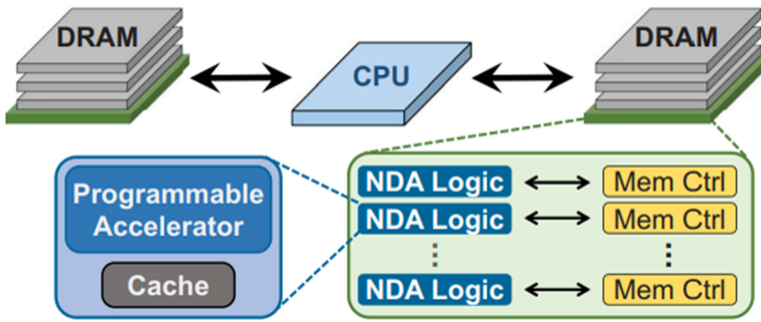 DRAM
CPU
DRAM
Programmable
Accelerator
Cache
NDA Logic
Mem Ctrl
NDA Logic
Mem Ctrl
NDA Logic
Mem Ctrl